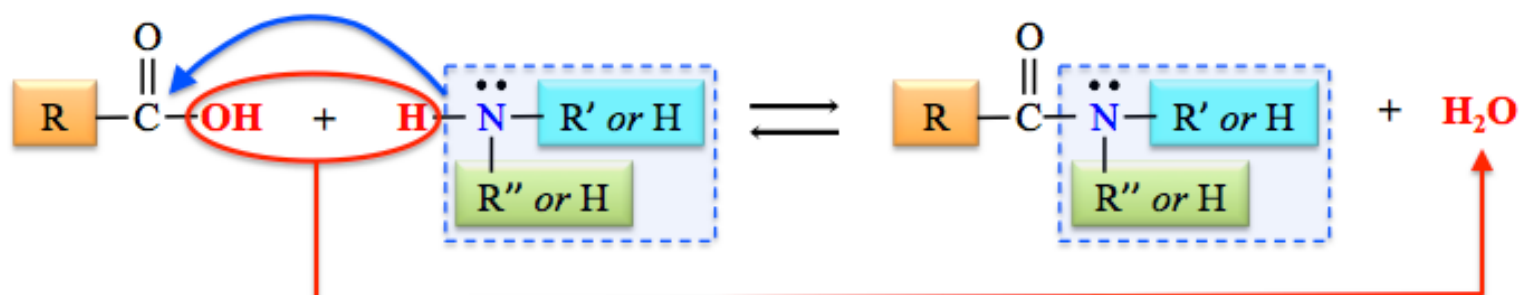 O O
R C OH + H N R' or H R C N R' or H + H₂O
R'' or H R'' or H